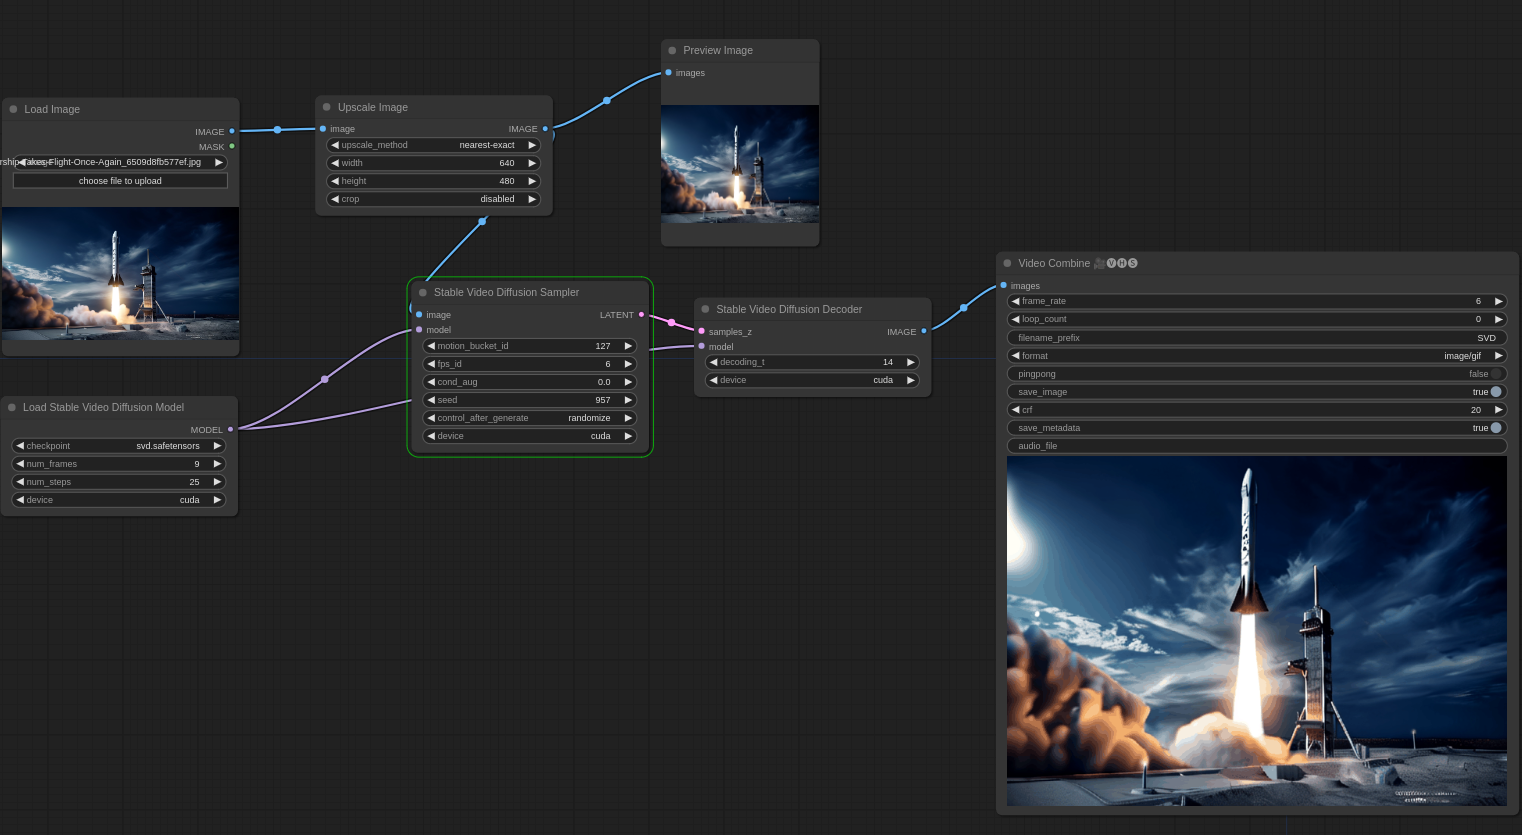 Load Image
IMAGE
MASK
Takes-Flight-Once-Again_6509d8fb577ef.jpg
choose file to upload
Upscale Image
image IMAGE
upscale_method nearest-exact
width 640
height 480
crop disabled
Preview Image
images
Load Stable Video Diffusion Model
MODEL
checkpoint svd.safetensors
num_frames 9
num_steps 25
device cuda
Stable Video Diffusion Sampler
image LATENT
model
motion_bucket_id 127
fps_id 6
cond_aug 0.0
seed 957
control_after_generate randomize
device cuda
Stable Video Diffusion Decoder
samples_z IMAGE
model
decoding_t 14
device cuda
Video Combine 🎥🅥🅗🅢
images
frame_rate 6
loop_count 0
filename_prefix SVD
format image/gif
pingpong false
save_image true
crf 20
save_metadata true
audio_file